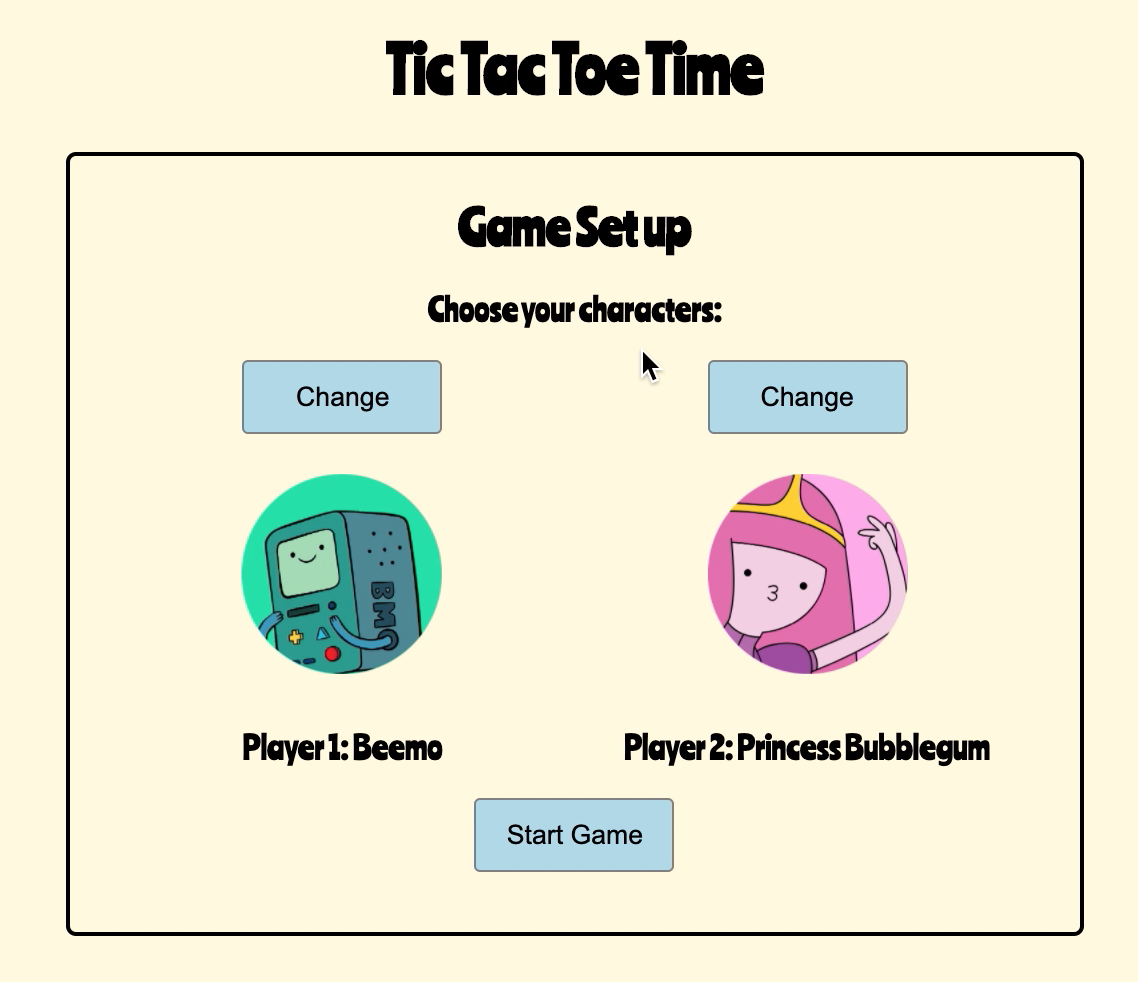 Tic Tac Toe Time
Game Set up
Choose your characters:
Change
Change
BMO
Player 1: Beemo
Player 2: Princess Bubblegum
Start Game